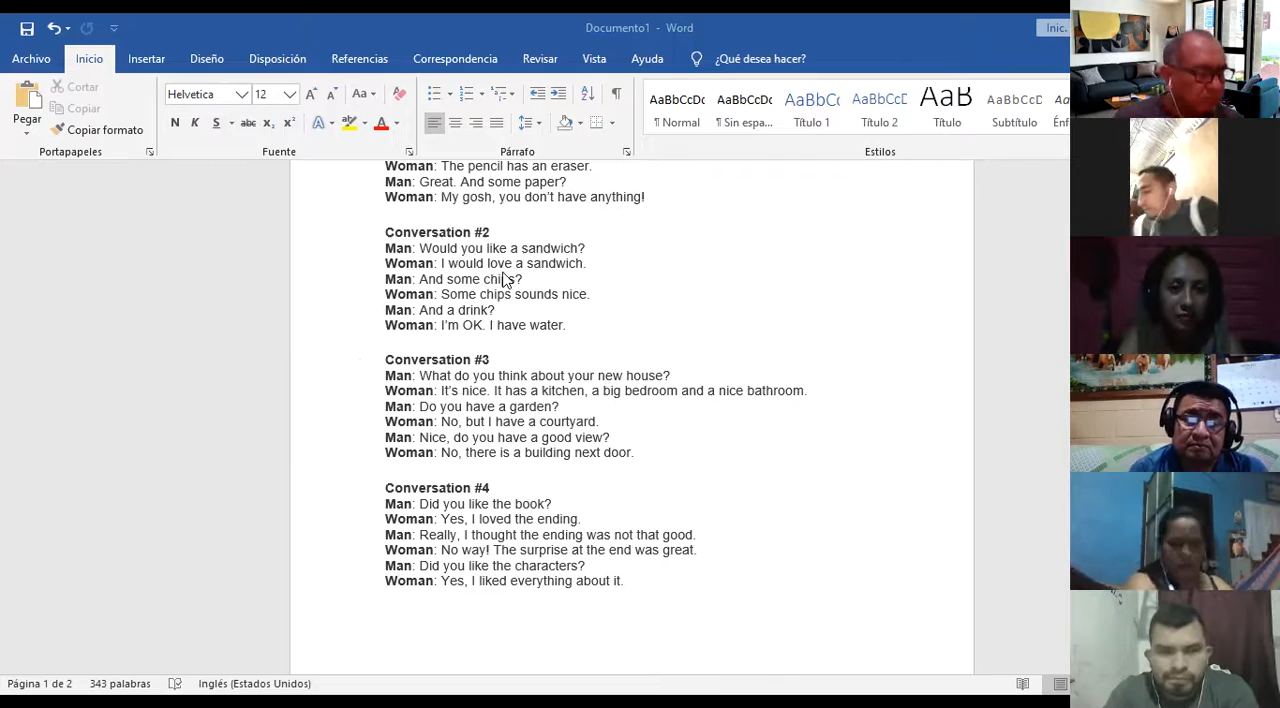 Documento1 - Word
Inic.
Archivo Inicio Insertar Diseño Disposición Referencias Correspondencia Revisar Vista Ayuda ¿Qué desea hacer?
Pegar
Cortar
Copiar
Copiar formato
Portapapeles
Helvetica 12
Aa
N K S abc x₂ x²
Fuente
Párrafo
AaBbCcDc AaBbCcDc AaBbC AaBbCcD AaB AaBbCcD
¶ Normal ¶ Sin espa... Título 1 Título 2 Título Subtítulo
Estilos
Woman: The pencil has an eraser.
Man: Great. And some paper?
Woman: My gosh, you don't have anything!
Conversation #2
Man: Would you like a sandwich?
Woman: I would love a sandwich.
Man: And some chips?
Woman: Some chips sounds nice.
Man: And a drink?
Woman: I'm OK. I have water.
Conversation #3
Man: What do you think about your new house?
Woman: It's nice. It has a kitchen, a big bedroom and a nice bathroom.
Man: Do you have a garden?
Woman: No, but I have a courtyard.
Man: Nice, do you have a good view?
Woman: No, there is a building next door.
Conversation #4
Man: Did you like the book?
Woman: Yes, I loved the ending.
Man: Really, I thought the ending was not that good.
Woman: No way! The surprise at the end was great.
Man: Did you like the characters?
Woman: Yes, I liked everything about it.
Página 1 de 2 343 palabras Inglés (Estados Unidos)